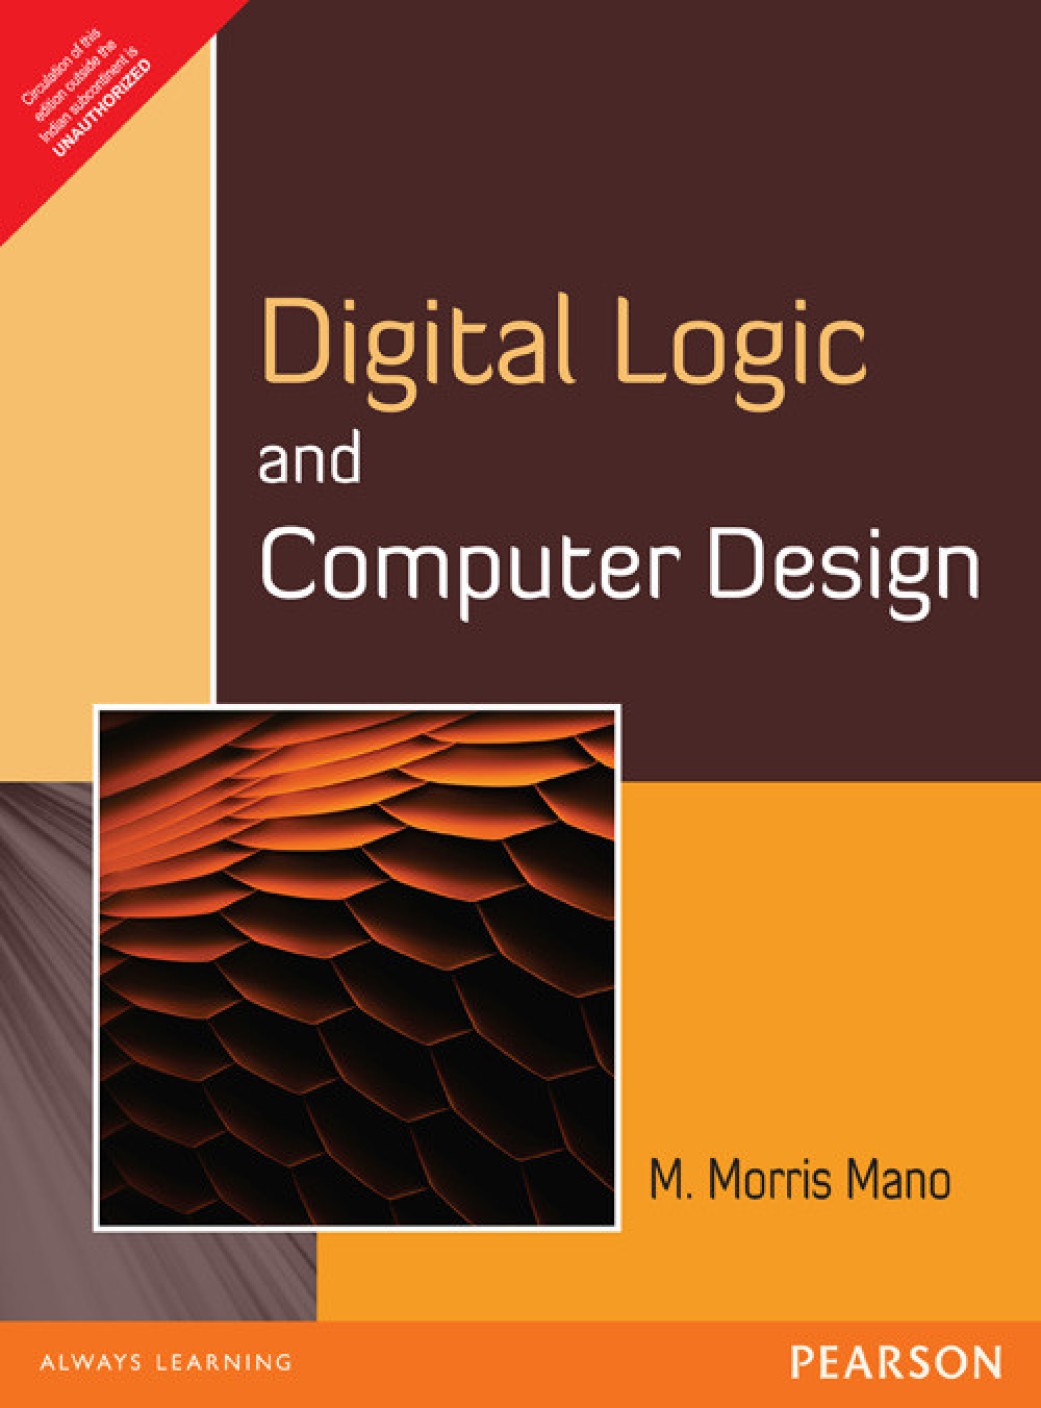 Circulation of this
edition outside the
Indian subcontinent is
UNAUTHORIZED
Digital Logic
and
Computer Design
M. Morris Mano
ALWAYS LEARNING
PEARSON